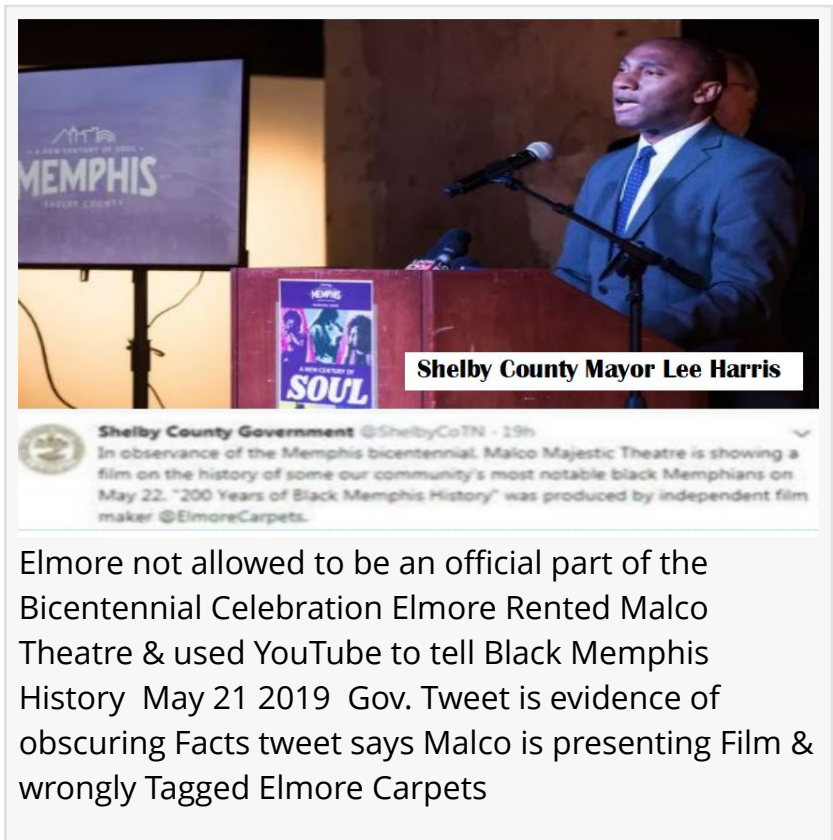 - A NEW CENTURY OF SOUL -
MEMPHIS
SHELBY COUNTY
MEMPHIS
A NEW CENTURY OF
SOUL
Shelby County Mayor Lee Harris
Shelby County Government @ShelbyCoTN - 19h
In observance of the Memphis bicentennial. Malco Majestic Theatre is showing a
film on the history of some our community's most notable black Memphians on
May 22. "200 Years of Black Memphis History" was produced by independent film
maker @ElmoreCarpets.
Elmore not allowed to be an official part of the
Bicentennial Celebration Elmore Rented Malco
Theatre & used YouTube to tell Black Memphis
History  May 21 2019  Gov. Tweet is evidence of
obscuring Facts tweet says Malco is presenting Film &
wrongly Tagged Elmore Carpets